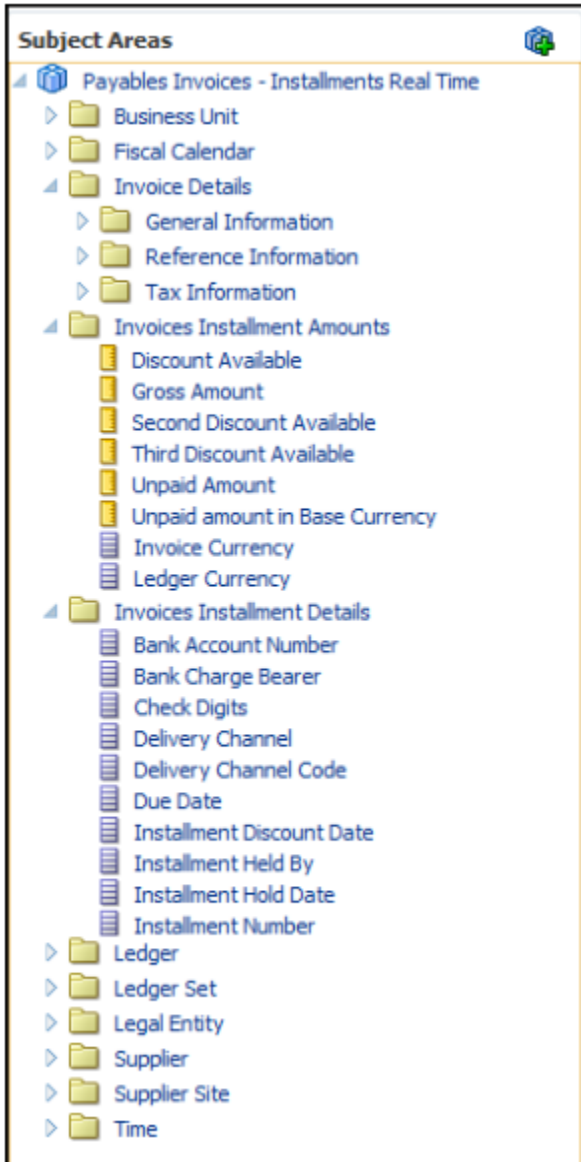 Subject Areas
Payables Invoices - Installments Real Time
Business Unit
Fiscal Calendar
Invoice Details
General Information
Reference Information
Tax Information
Invoices Installment Amounts
Discount Available
Gross Amount
Second Discount Available
Third Discount Available
Unpaid Amount
Unpaid amount in Base Currency
Invoice Currency
Ledger Currency
Invoices Installment Details
Bank Account Number
Bank Charge Bearer
Check Digits
Delivery Channel
Delivery Channel Code
Due Date
Installment Discount Date
Installment Held By
Installment Hold Date
Installment Number
Ledger
Ledger Set
Legal Entity
Supplier
Supplier Site
Time